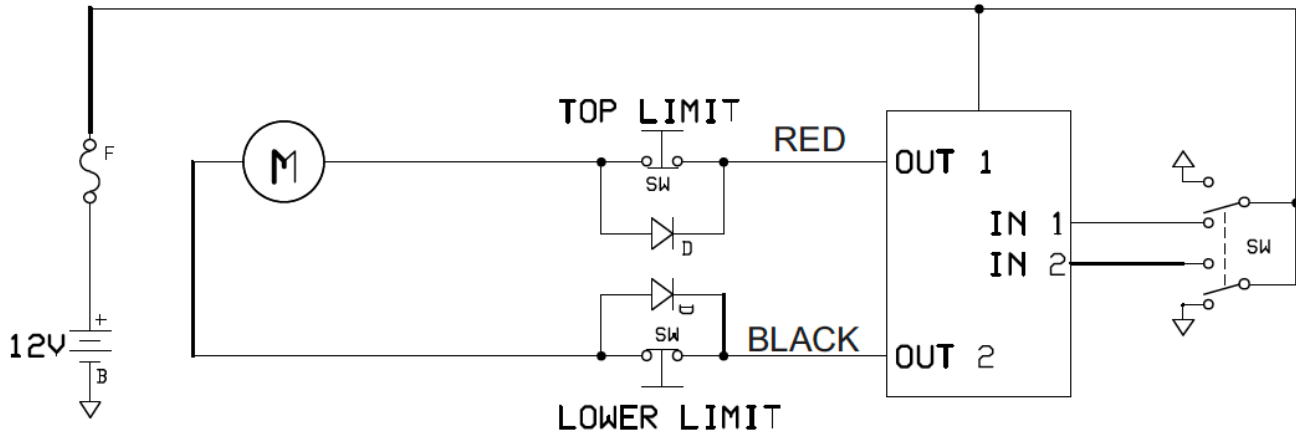 F
12V
+
B
M
TOP LIMIT
SW
D
RED
D
SW
BLACK
LOWER LIMIT
OUT 1
IN 1
IN 2
OUT 2
SW